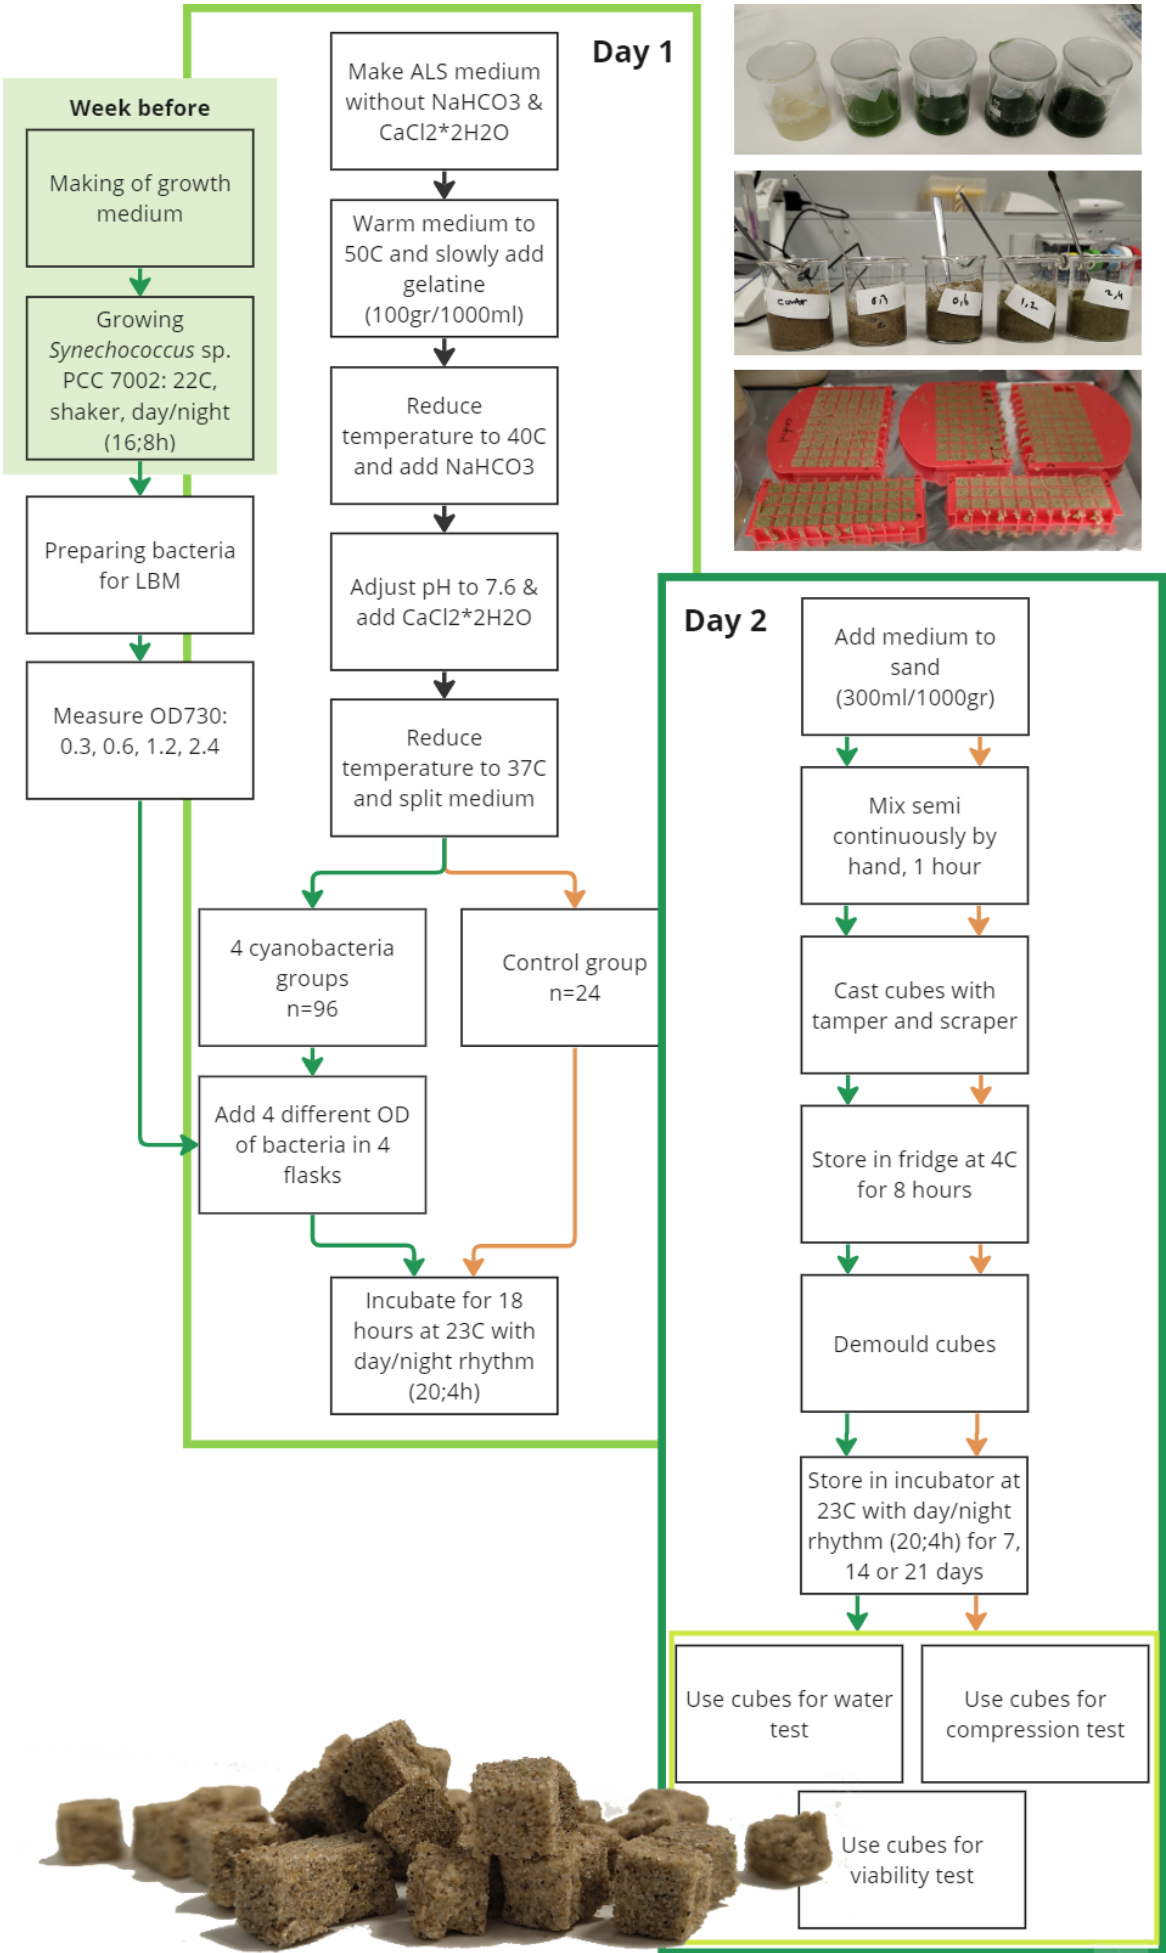 Week before
Making of growth
medium
Growing
Synechococcus sp.
PCC 7002: 22C,
shaker, day/night
(16;8h)
Preparing bacteria
for LBM
Measure OD730:
0.3, 0.6, 1.2, 2.4
Day 1
Make ALS medium
without NaHCO3 &
CaCl2*2H2O
Warm medium to
50C and slowly add
gelatine
(100gr/1000ml)
Reduce
temperature to 40C
and add NaHCO3
Adjust pH to 7.6 &
add CaCl2*2H2O
Reduce
temperature to 37C
and split medium
4 cyanobacteria
groups
n=96
Control group
n=24
Add 4 different OD
of bacteria in 4
flasks
Incubate for 18
hours at 23C with
day/night rhythm
(20;4h)
0,3
0,6
1,2
2,4
Day 2
Add medium to
sand
(300ml/1000gr)
Mix semi
continuously by
hand, 1 hour
Cast cubes with
tamper and scraper
Store in fridge at 4C
for 8 hours
Demould cubes
Store in incubator at
23C with day/night
rhythm (20;4h) for 7,
14 or 21 days
Use cubes for water
test
Use cubes for
compression test
Use cubes for
viability test